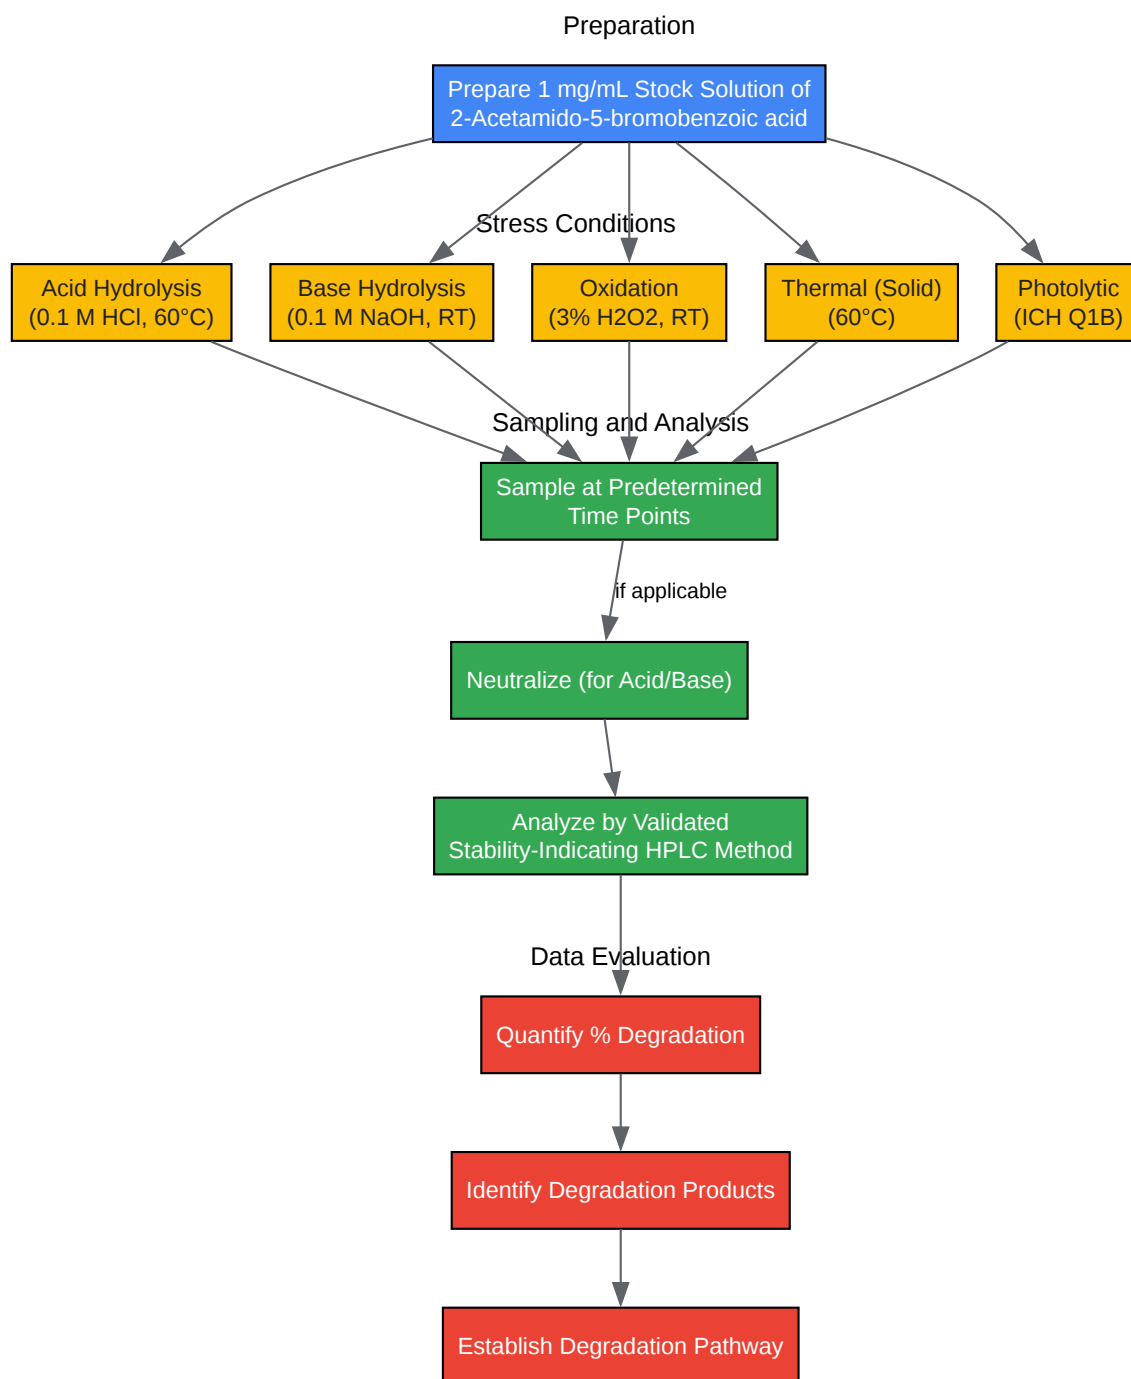 Preparation
Prepare 1 mg/mL Stock Solution of
2-Acetamido-5-bromobenzoic acid
Stress Conditions
Acid Hydrolysis
(0.1 M HCl, 60°C)
Base Hydrolysis
(0.1 M NaOH, RT)
Oxidation
(3% H2O2, RT)
Thermal (Solid)
(60°C)
Photolytic
(ICH Q1B)
Sampling and Analysis
Sample at Predetermined
Time Points
if applicable
Neutralize (for Acid/Base)
Analyze by Validated
Stability-Indicating HPLC Method
Data Evaluation
Quantify % Degradation
Identify Degradation Products
Establish Degradation Pathway